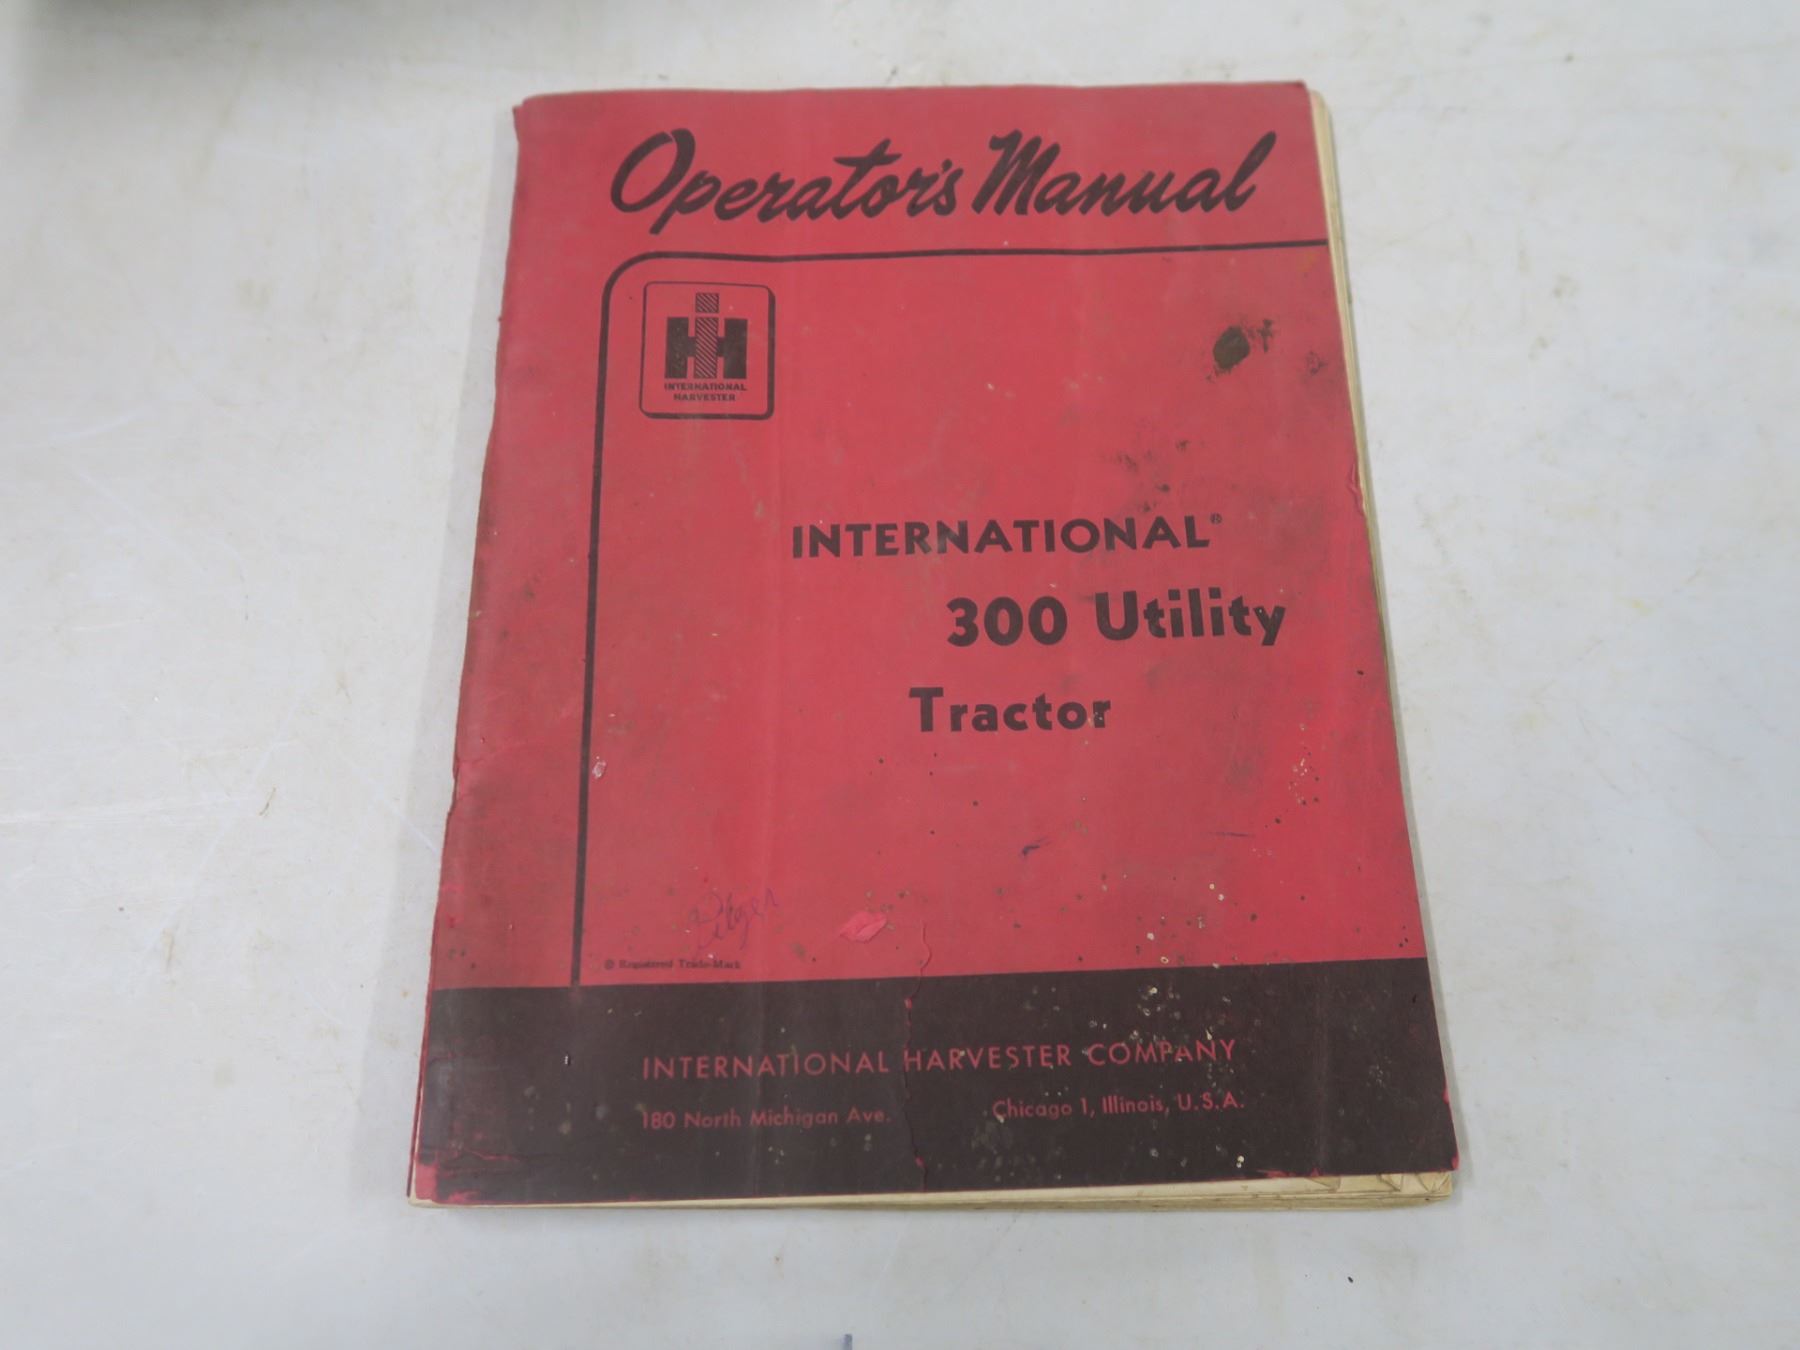 Operator's Manual
INTERNATIONAL
HARVESTER
INTERNATIONAL®
300 Utility
Tractor
® Registered Trade-Mark
INTERNATIONAL HARVESTER COMPANY
180 North Michigan Ave. Chicago 1, Illinois, U.S.A.